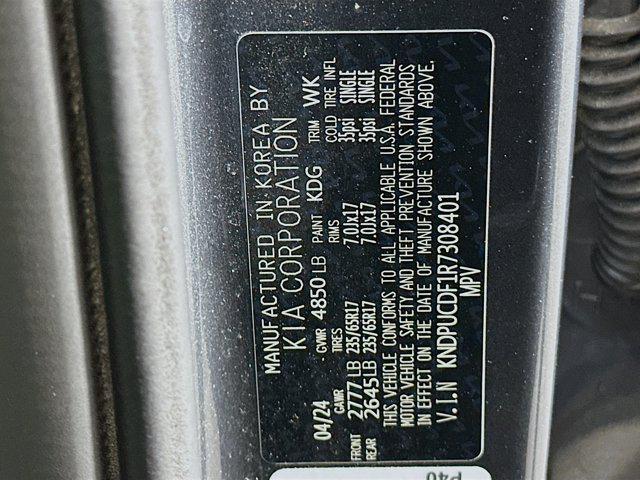 MANUFACTURED IN KOREA BY
KIA CORPORATION
04/24 GVWR 4850 LB PAINT KDG TRIM WK
GAWR TIRES RIMS COLD TIRE INFL
FRONT 2777 LB 235/65R17 7.0Jx17 35psi SINGLE
REAR 2645 LB 235/65R17 7.0Jx17 35psi SINGLE
THIS VEHICLE CONFORMS TO ALL APPLICABLE U.S.A. FEDERAL
MOTOR VEHICLE SAFETY AND THEFT PREVENTION STANDARDS
IN EFFECT ON THE DATE OF MANUFACTURE SHOWN ABOVE.
V.I.N KNDPUCDF1R7308401
MPV
P40